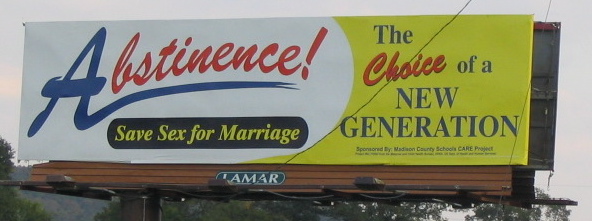 Abstinence!
Save Sex for Marriage
The
Choice of a
NEW
GENERATION
Sponsored By: Madison County Schools CARE Project
LAMAR